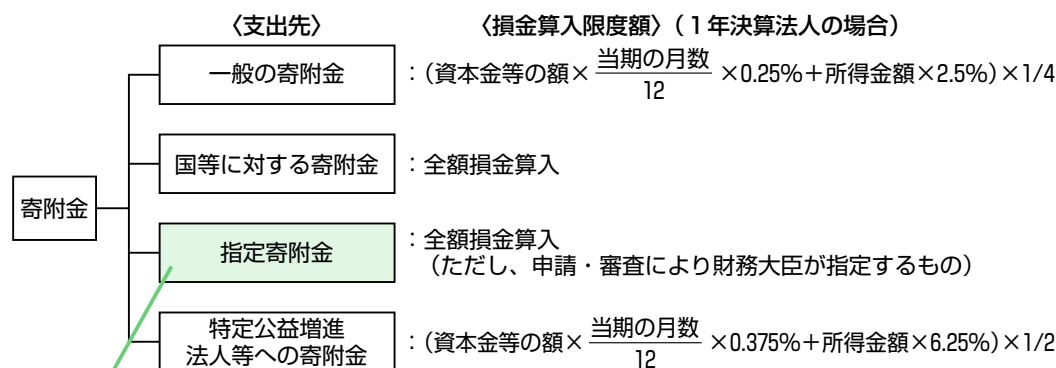 〈支出先〉 〈損金算入限度額〉(1年決算法人の場合)
一般の寄附金 :(資本金等の額×当期の月数/12×0.25%+所得金額×2.5%)×1/4
国等に対する寄附金 :全額損金算入
寄附金
指定寄附金 :全額損金算入
(ただし、申請・審査により財務大臣が指定するもの)
特定公益増進
法人等への寄附金 :(資本金等の額×当期の月数/12×0.375%+所得金額×6.25%)×1/2